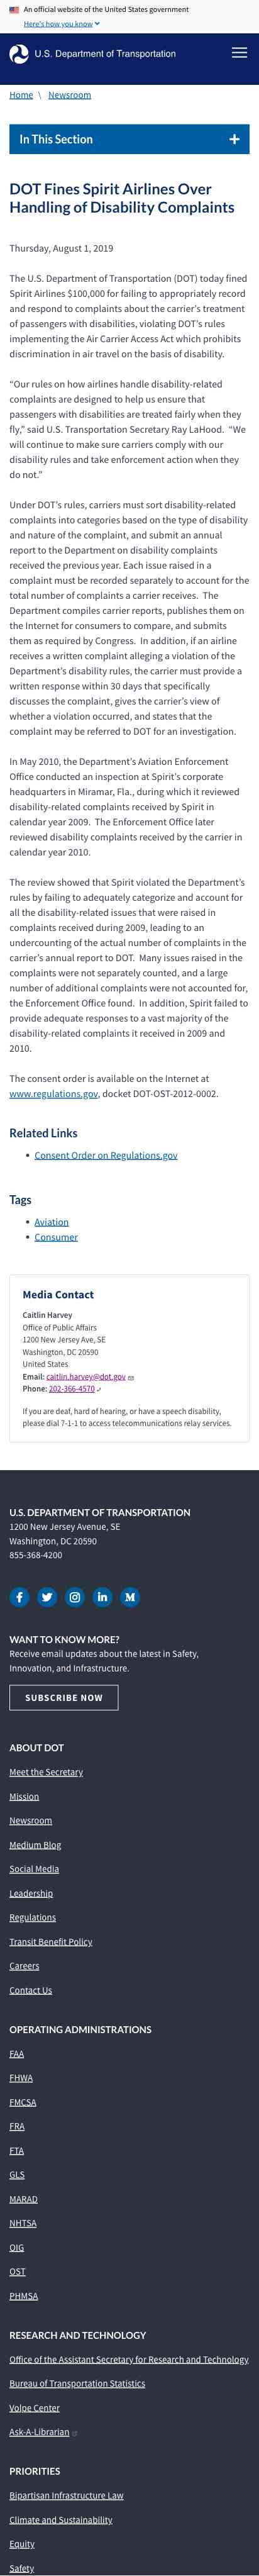 An official website of the United States government
Here's how you know
U.S. Department of Transportation
Home \ Newsroom
In This Section
DOT Fines Spirit Airlines Over
Handling of Disability Complaints
Thursday, August 1, 2019
The U.S. Department of Transportation (DOT) today fined
Spirit Airlines $100,000 for failing to appropriately record
and respond to complaints about the carrier's treatment
of passengers with disabilities, violating DOT's rules
implementing the Air Carrier Access Act which prohibits
discrimination in air travel on the basis of disability.
“Our rules on how airlines handle disability-related
complaints are designed to help us ensure that
passengers with disabilities are treated fairly when they
fly,” said U.S. Transportation Secretary Ray LaHood.  “We
will continue to make sure carriers comply with our
disability rules and take enforcement action when they
do not.”
Under DOT's rules, carriers must sort disability-related
complaints into categories based on the type of disability
and nature of the complaint, and submit an annual
report to the Department on disability complaints
received the previous year. Each issue raised in a
complaint must be recorded separately to account for the
total number of complaints a carrier receives.  The
Department compiles carrier reports, publishes them on
the Internet for consumers to compare, and submits
them as required by Congress.  In addition, if an airline
receives a written complaint alleging a violation of the
Department's disability rules, the carrier must provide a
written response within 30 days that specifically
discusses the complaint, gives the carrier's view of
whether a violation occurred, and states that the
complaint may be referred to DOT for an investigation.
In May 2010, the Department's Aviation Enforcement
Office conducted an inspection at Spirit's corporate
headquarters in Miramar, Fla., during which it reviewed
disability-related complaints received by Spirit in
calendar year 2009.  The Enforcement Office later
reviewed disability complaints received by the carrier in
calendar year 2010.
The review showed that Spirit violated the Department's
rules by failing to adequately categorize and account for
all the disability-related issues that were raised in
complaints received during 2009, leading to an
undercounting of the actual number of complaints in the
carrier's annual report to DOT.  Many issues raised in the
complaints were not separately counted, and a large
number of additional complaints were not accounted for,
the Enforcement Office found.  In addition, Spirit failed to
provide adequate responses to a vast majority of the
disability-related complaints it received in 2009 and
2010.
The consent order is available on the Internet at
www.regulations.gov, docket DOT-OST-2012-0002.
Related Links
Consent Order on Regulations.gov
Tags
Aviation
Consumer
Media Contact
Caitlin Harvey
Office of Public Affairs
1200 New Jersey Ave, SE
Washington, DC 20590
United States
Email: caitlin.harvey@dot.gov
Phone: 202-366-4570
If you are deaf, hard of hearing, or have a speech disability,
please dial 7-1-1 to access telecommunications relay services.
U.S. DEPARTMENT OF TRANSPORTATION
1200 New Jersey Avenue, SE
Washington, DC 20590
855-368-4200
WANT TO KNOW MORE?
Receive email updates about the latest in Safety,
Innovation, and Infrastructure.
SUBSCRIBE NOW
ABOUT DOT
Meet the Secretary
Mission
Newsroom
Medium Blog
Social Media
Leadership
Regulations
Transit Benefit Policy
Careers
Contact Us
OPERATING ADMINISTRATIONS
FAA
FHWA
FMCSA
FRA
FTA
GLS
MARAD
NHTSA
OIG
OST
PHMSA
RESEARCH AND TECHNOLOGY
Office of the Assistant Secretary for Research and Technology
Bureau of Transportation Statistics
Volpe Center
Ask-A-Librarian
PRIORITIES
Bipartisan Infrastructure Law
Climate and Sustainability
Equity
Safety